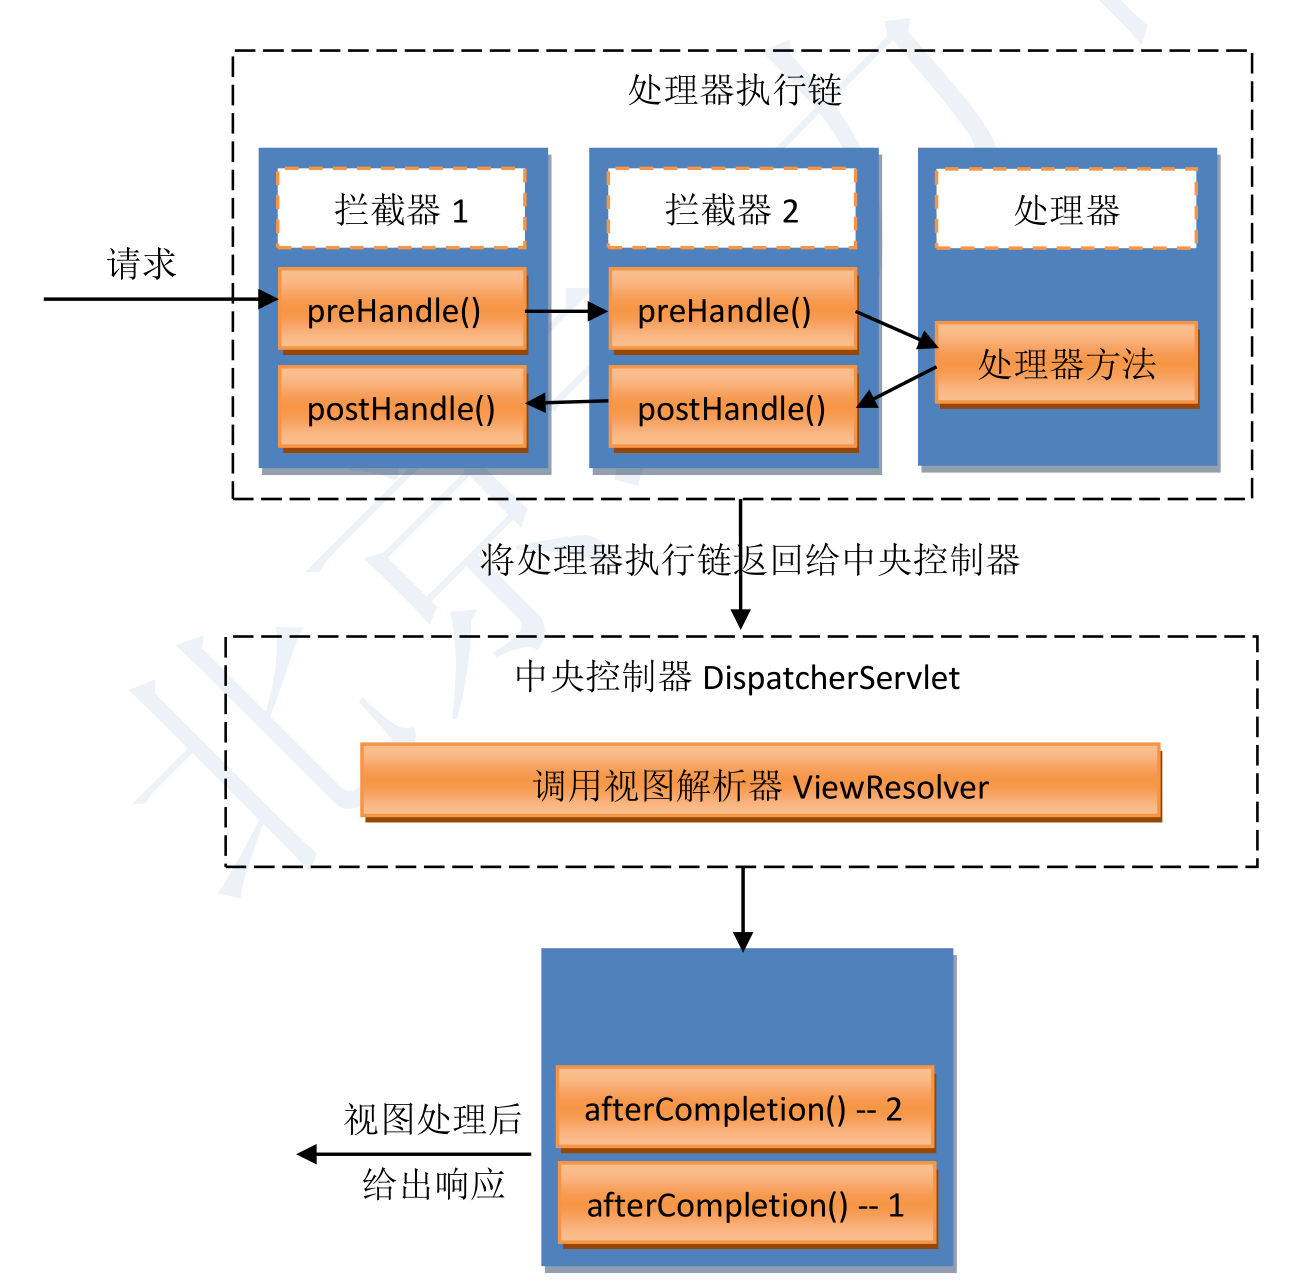 处理器执行链
拦截器 1
拦截器 2
处理器
请求
preHandle()
preHandle()
处理器方法
postHandle()
postHandle()
将处理器执行链返回给中央控制器
中央控制器 DispatcherServlet
调用视图解析器 ViewResolver
afterCompletion() -- 2
视图处理后
给出响应
afterCompletion() -- 1
北京